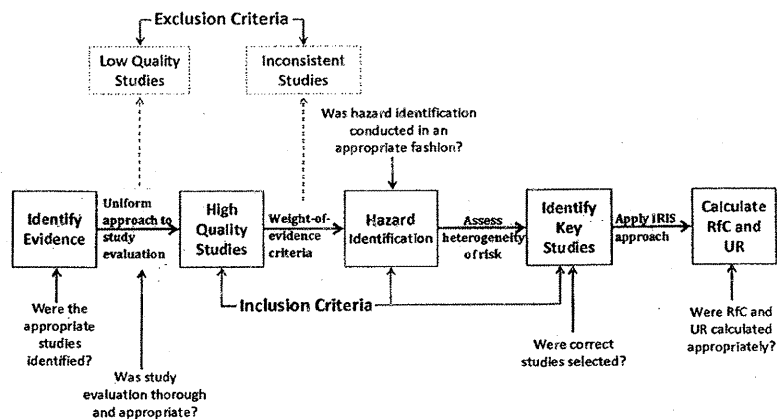 Exclusion Criteria
Low Quality
Studies
Inconsistent
Studies
Was hazard identification
conducted in an
appropriate fashion?
Identify
Evidence
Uniform
approach to
study
evaluation
High
Quality
Studies
Weight-of-
evidence
criteria
Hazard
Identification
Assess
heterogeneity
of risk
Identify
Key
Studies
Apply IRIS
approach
Calculate
RfC and
UR
Inclusion Criteria
Were the
appropriate
studies
identified?
Was study
evaluation thorough
and appropriate?
Were correct
studies selected?
Were RfC and
UR calculated
appropriately?